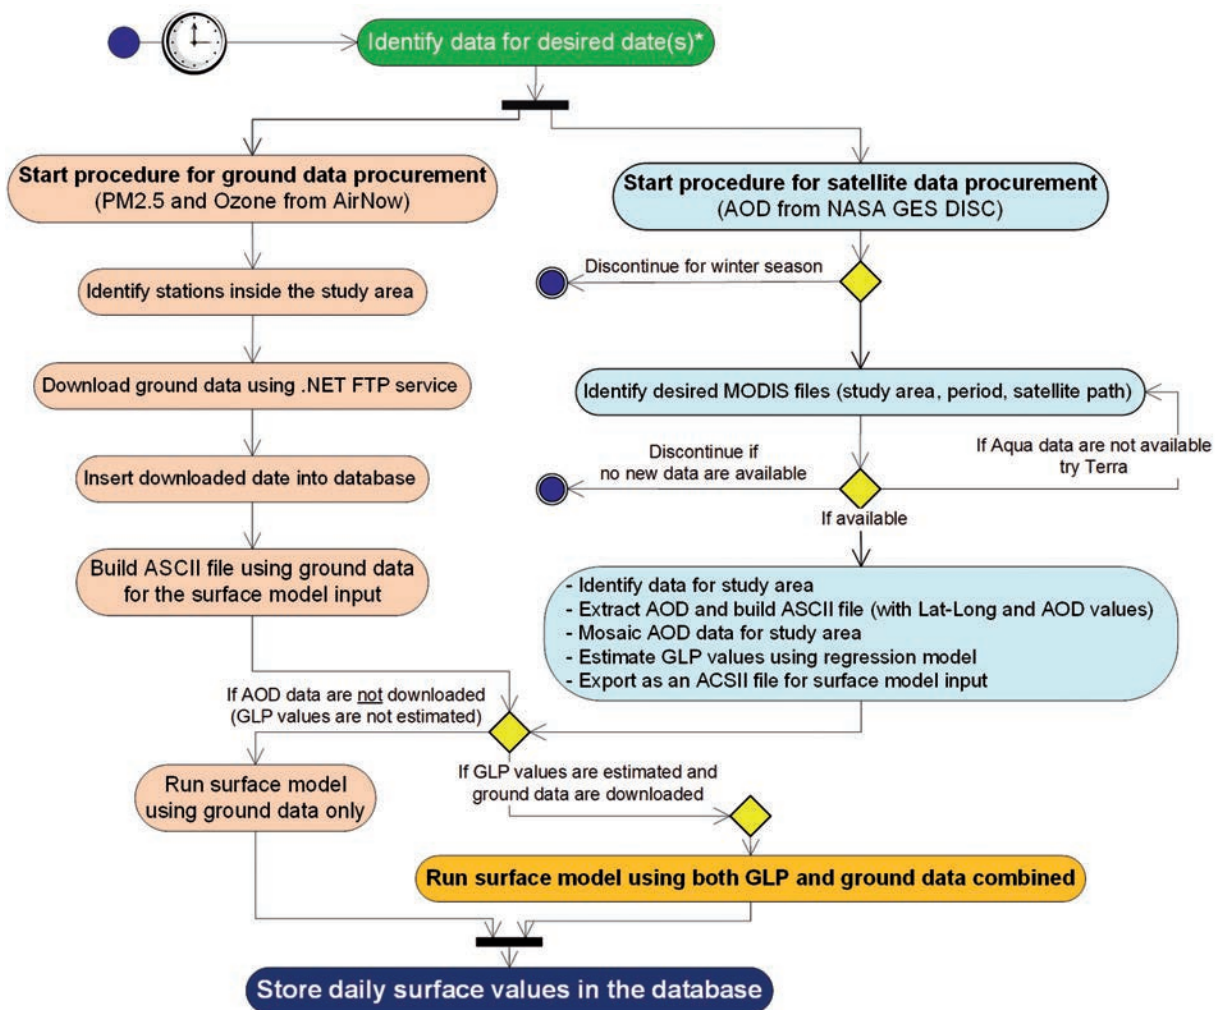 Identify data for desired date(s)*
Start procedure for ground data procurement
(PM2.5 and Ozone from AirNow)
Start procedure for satellite data procurement
(AOD from NASA GES DISC)
Discontinue for winter season
Identify stations inside the study area
Download ground data using .NET FTP service
Identify desired MODIS files (study area, period, satellite path)
Discontinue if
no new data are available
If Aqua data are not available
try Terra
Insert downloaded date into database
If available
Build ASCII file using ground data
for the surface model input
- Identify data for study area
- Extract AOD and build ASCII file (with Lat-Long and AOD values)
- Mosaic AOD data for study area
- Estimate GLP values using regression model
- Export as an ACSII file for surface model input
If AOD data are not downloaded
(GLP values are not estimated)
Run surface model
using ground data only
If GLP values are estimated and
ground data are downloaded
Run surface model using both GLP and ground data combined
Store daily surface values in the database